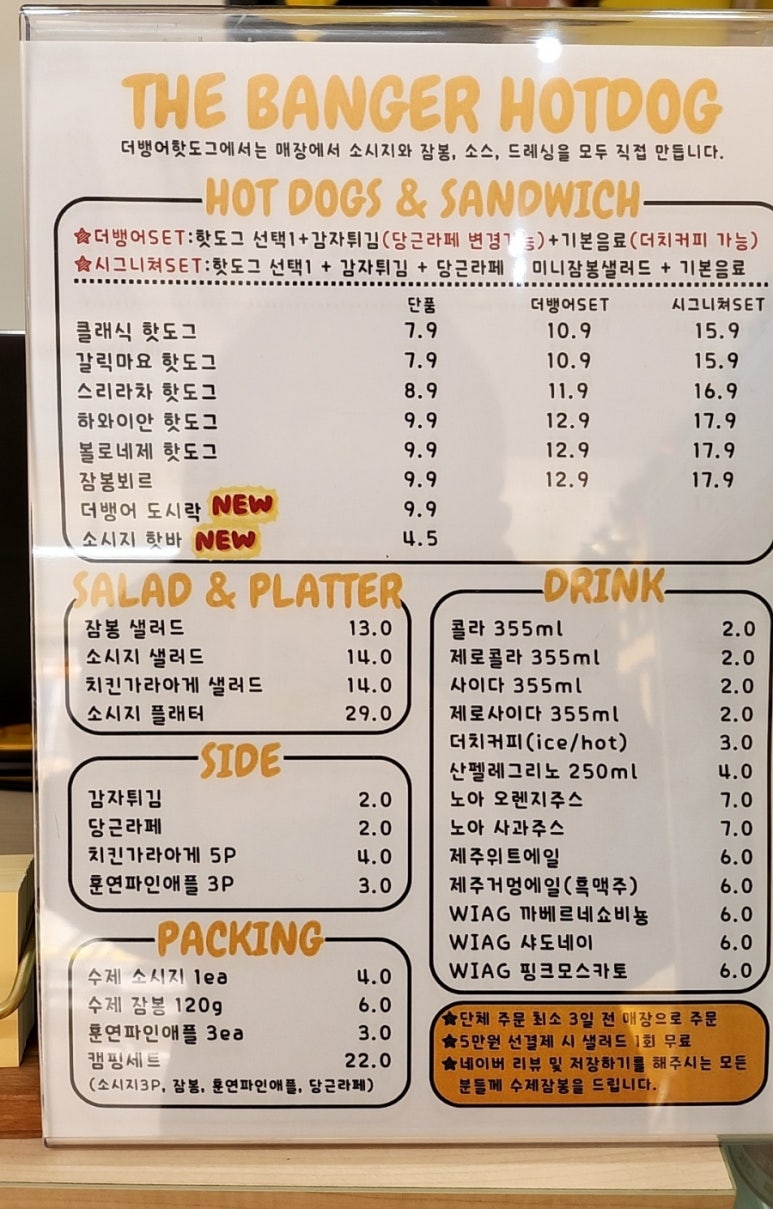 THE BANGER HOTDOG
더뱅어핫도그에서는 매장에서 소시지와 잠봉, 소스, 드레싱을 모두 직접 만듭니다.
HOT DOGS & SANDWICH
★더뱅어SET:핫도그 선택1+감자튀김(당근라페 변경가능)+기본음료(더치커피 가능)
★시그니쳐SET:핫도그 선택1 + 감자튀김 + 당근라페 미니잠봉샐러드 + 기본음료
단품 더뱅어SET 시그니쳐SET
클래식 핫도그 7.9 10.9 15.9
갈릭마요 핫도그 7.9 10.9 15.9
스리라차 핫도그 8.9 11.9 16.9
하와이안 핫도그 9.9 12.9 17.9
볼로네제 핫도그 9.9 12.9 17.9
잠봉뵈르 9.9 12.9 17.9
더뱅어 도시락 NEW 9.9
소시지 핫바 NEW 4.5
SALAD & PLATTER
잠봉 샐러드 13.0
소시지 샐러드 14.0
치킨가라아게 샐러드 14.0
소시지 플래터 29.0
SIDE
감자튀김 2.0
당근라페 2.0
치킨가라아게 5P 4.0
훈연파인애플 3P 3.0
PACKING
수제 소시지 1ea 4.0
수제 잠봉 120g 6.0
훈연파인애플 3ea 3.0
캠핑세트 22.0
(소시지3P, 잠봉, 훈연파인애플, 당근라페)
DRINK
콜라 355ml 2.0
제로콜라 355ml 2.0
사이다 355ml 2.0
제로사이다 355ml 2.0
더치커피(ice/hot) 3.0
산펠레그리노 250ml 4.0
노아 오렌지주스 7.0
노아 사과주스 7.0
제주위트에일 6.0
제주거멍에일(흑맥주) 6.0
WIAG 까베르네쇼비뇽 6.0
WIAG 샤도네이 6.0
WIAG 핑크모스카토 6.0
★단체 주문 최소 3일 전 매장으로 주문
★5만원 선결제 시 샐러드 1회 무료
★네이버 리뷰 및 저장하기를 해주시는 모든
분들께 수제잠봉을 드립니다.